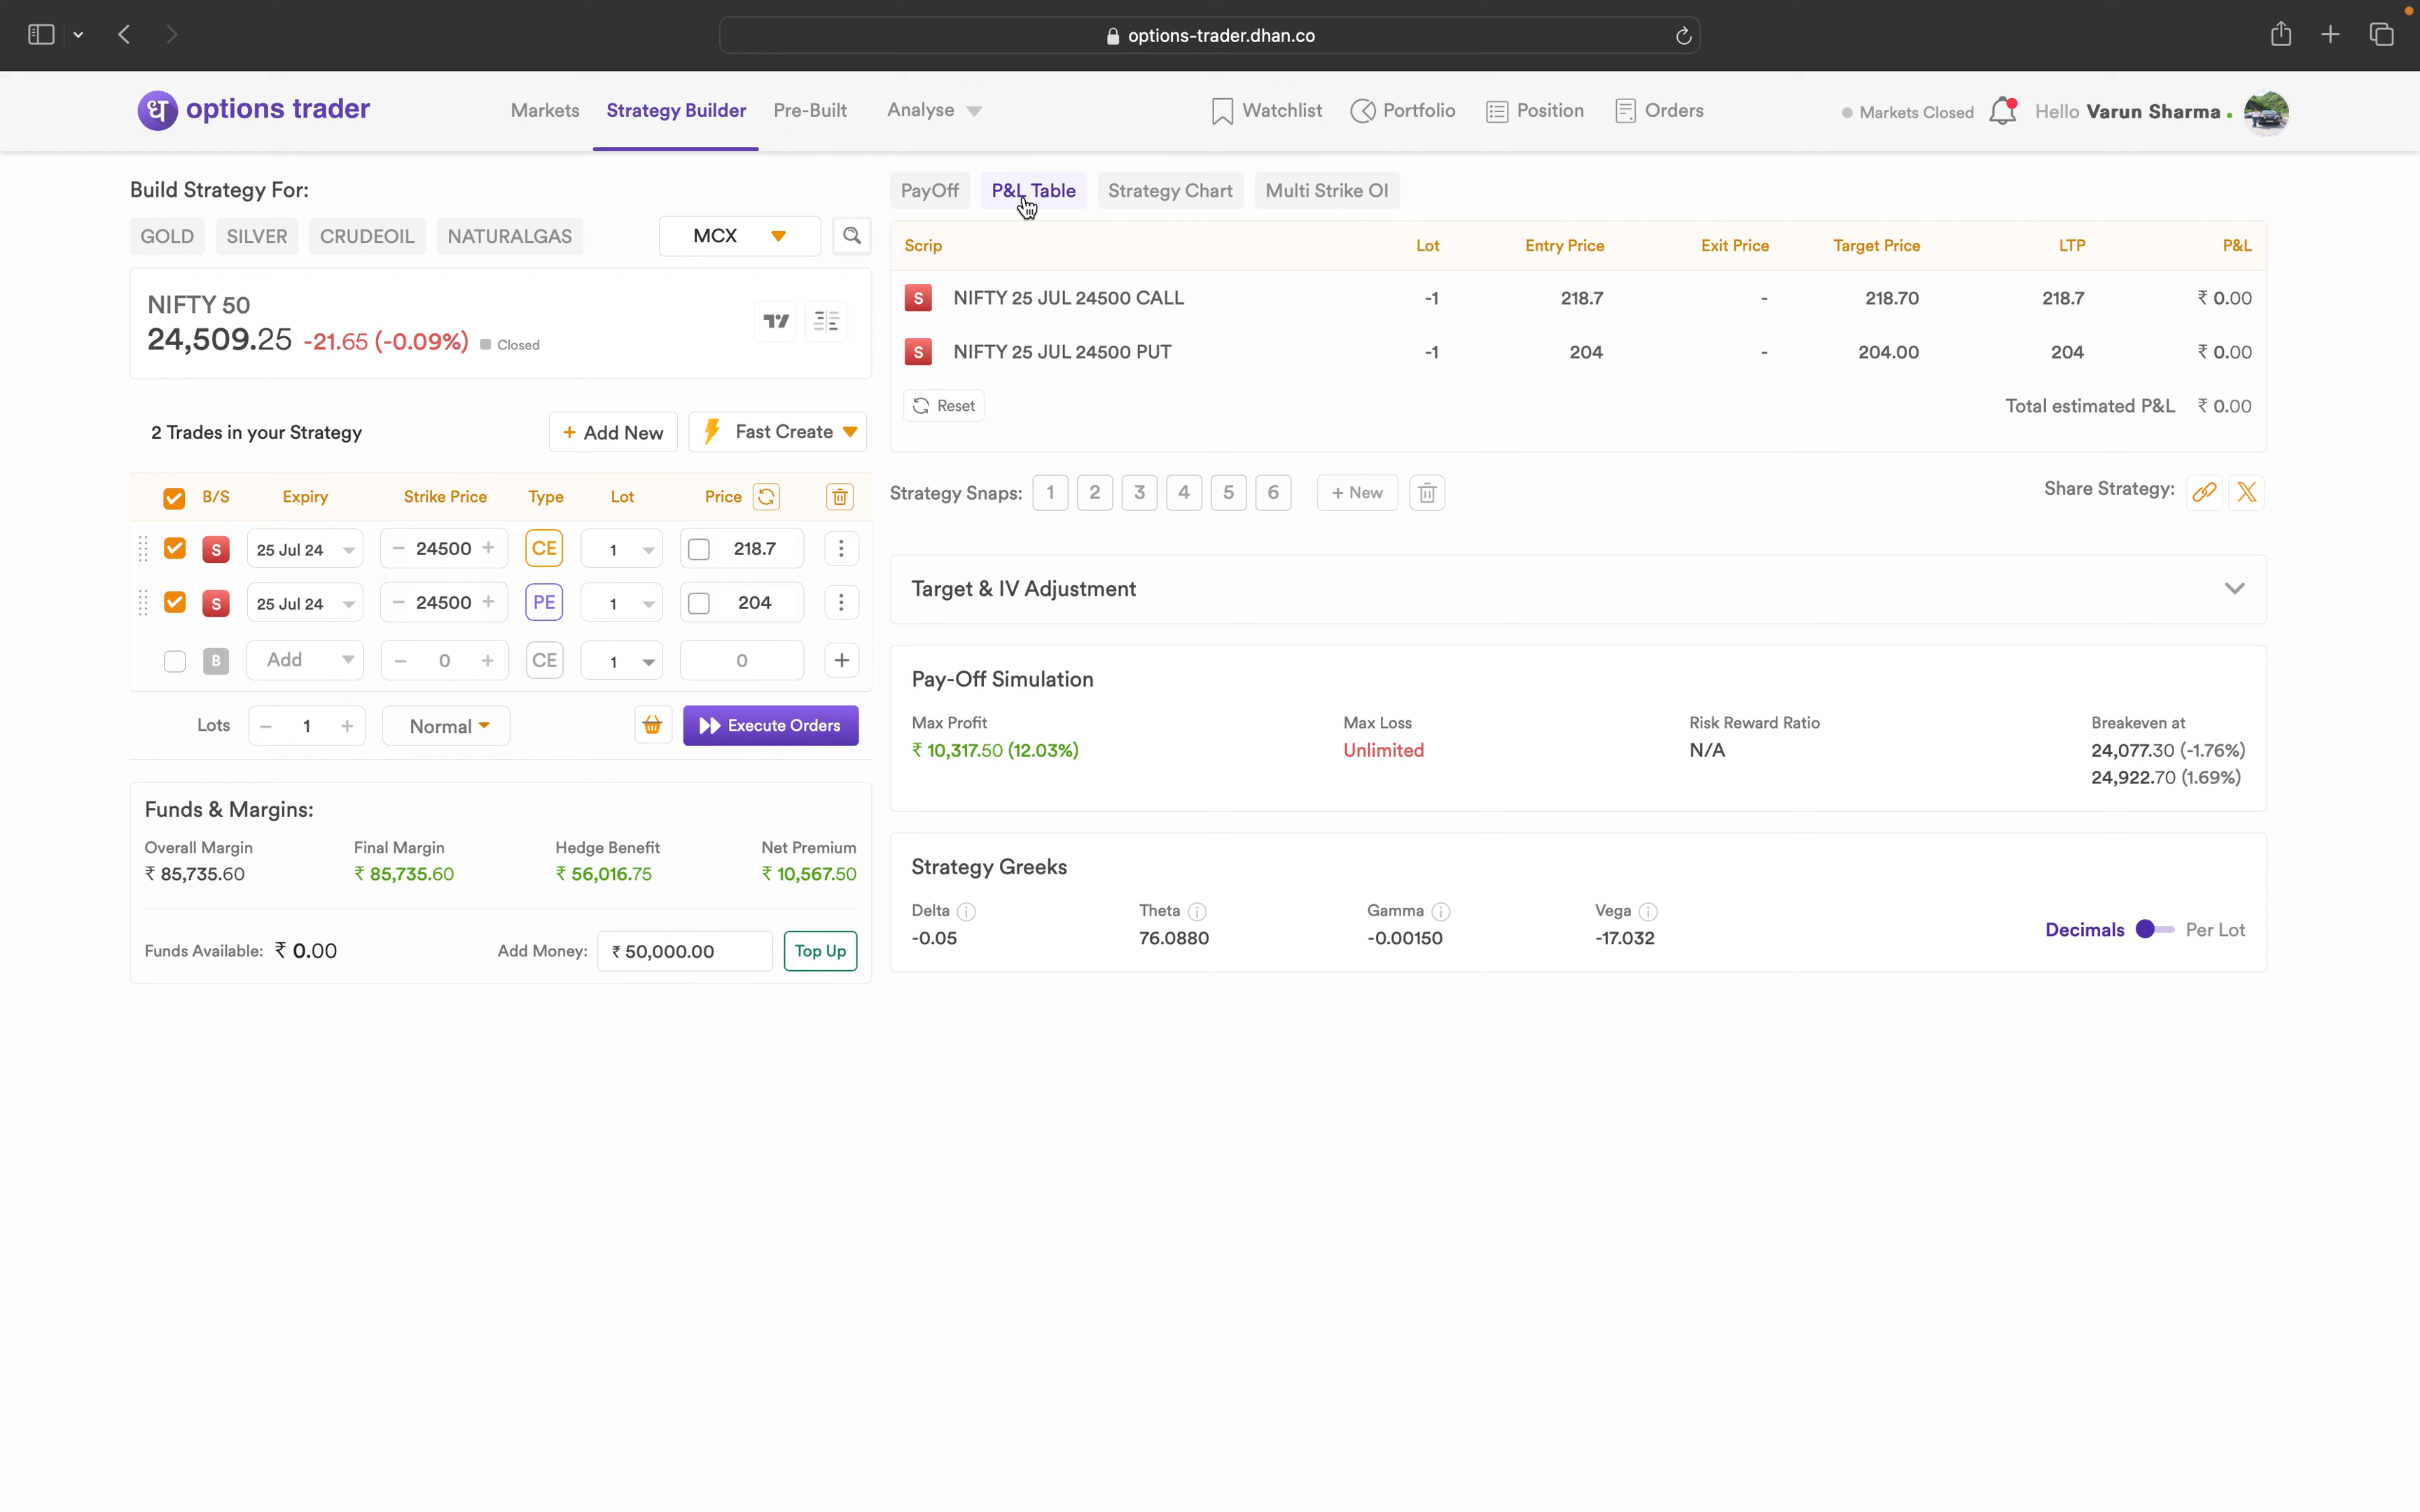 options-trader.dhan.co
धt options trader
Markets Strategy Builder Pre-Built Analyse Watchlist Portfolio Position Orders Markets Closed Hello Varun Sharma
Build Strategy For:
GOLD SILVER CRUDEOIL NATURALGAS MCX
NIFTY 50
24,509.25 -21.65 (-0.09%) Closed
2 Trades in your Strategy + Add New Fast Create
B/S Expiry Strike Price Type Lot Price
S 25 Jul 24 − 24500 + CE 1 218.7
S 25 Jul 24 − 24500 + PE 1 204
B Add − 0 + CE 1 0 +
Lots − 1 + Normal Execute Orders
Funds & Margins:
Overall Margin Final Margin Hedge Benefit Net Premium
₹ 85,735.60 ₹ 85,735.60 ₹ 56,016.75 ₹ 10,567.50
Funds Available: ₹ 0.00 Add Money: ₹ 50,000.00 Top Up
PayOff P&L Table Strategy Chart Multi Strike OI
Scrip Lot Entry Price Exit Price Target Price LTP P&L
S NIFTY 25 JUL 24500 CALL -1 218.7 - 218.70 218.7 ₹ 0.00
S NIFTY 25 JUL 24500 PUT -1 204 - 204.00 204 ₹ 0.00
Reset Total estimated P&L ₹ 0.00
Strategy Snaps: 1 2 3 4 5 6 + New Share Strategy: X
Target & IV Adjustment
Pay-Off Simulation
Max Profit Max Loss Risk Reward Ratio Breakeven at
₹ 10,317.50 (12.03%) Unlimited N/A 24,077.30 (-1.76%)
24,922.70 (1.69%)
Strategy Greeks
Delta Theta Gamma Vega
-0.05 76.0880 -0.00150 -17.032 Decimals Per Lot